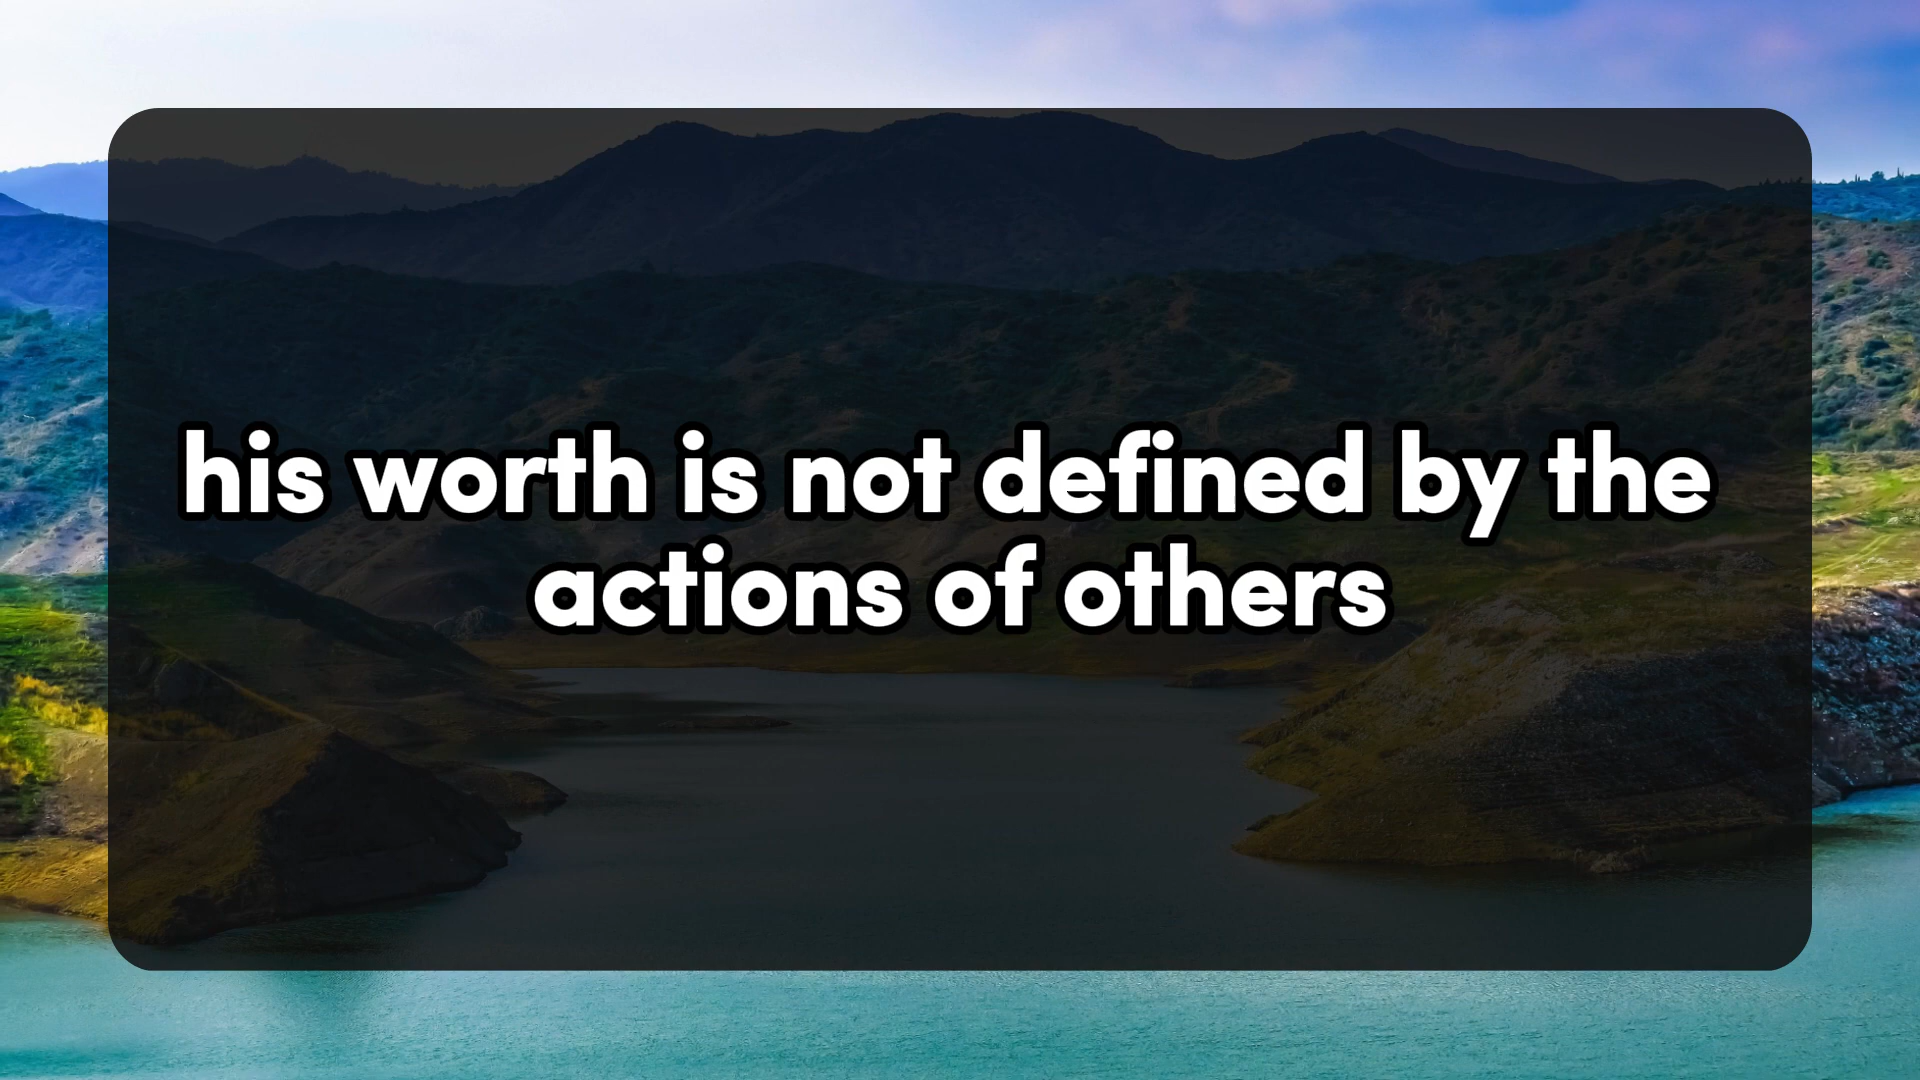 his worth is not defined by the
actions of others